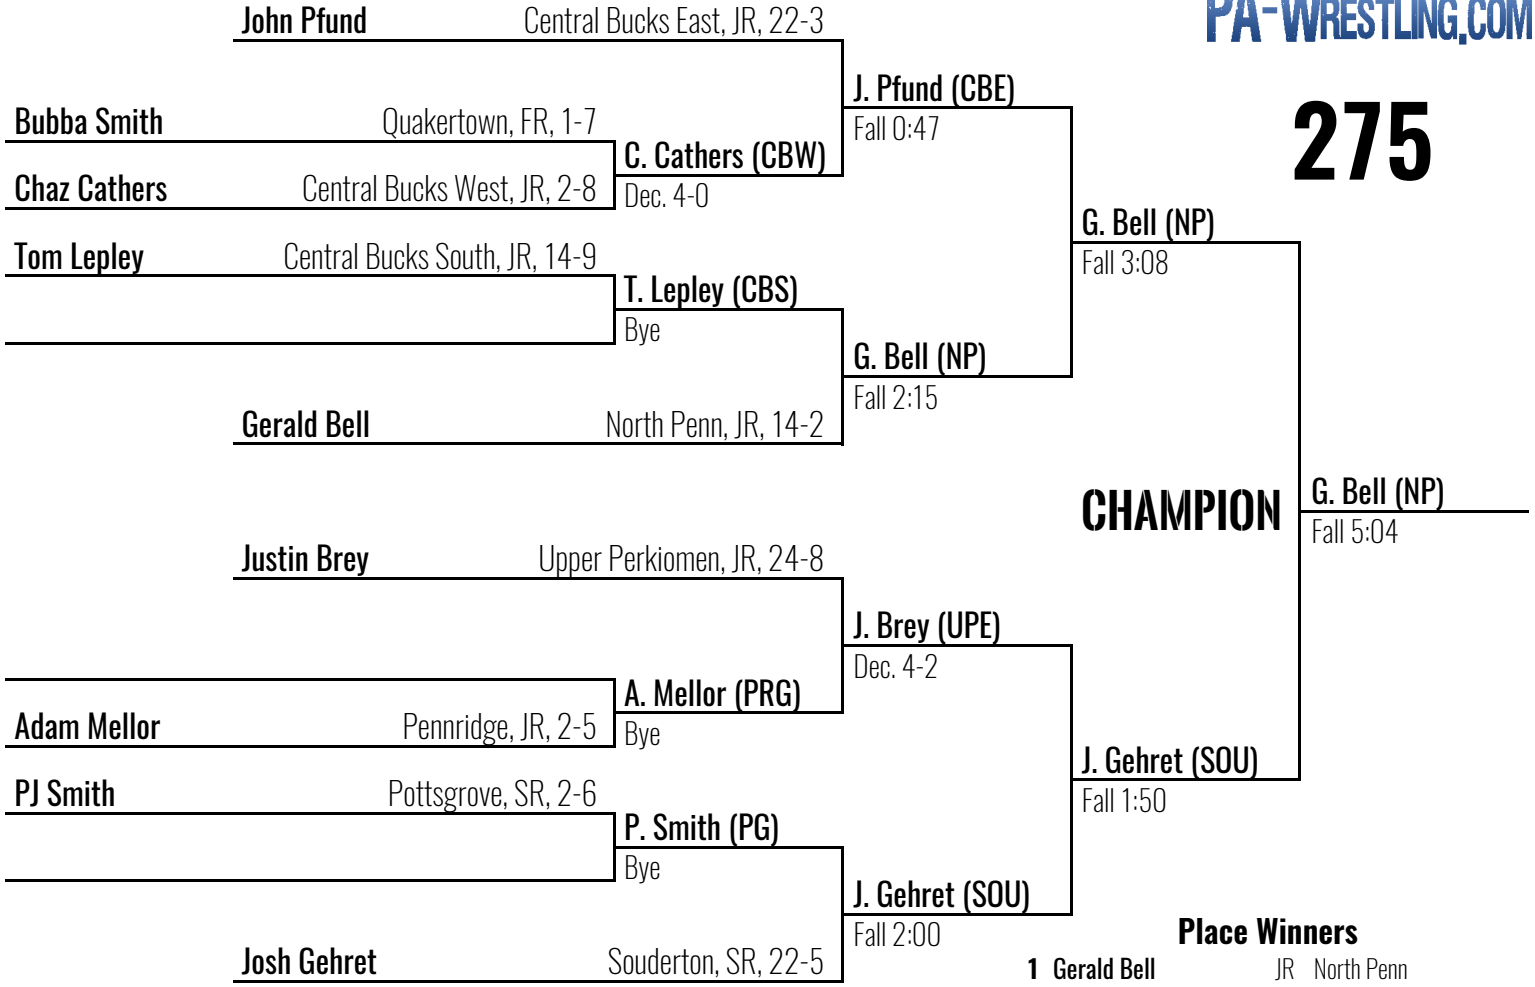 PA-WRESTLING.COM
275
John Pfund Central Bucks East, JR, 22-3
J. Pfund (CBE)
Fall 0:47
Bubba Smith Quakertown, FR, 1-7
C. Cathers (CBW)
Dec. 4-0
Chaz Cathers Central Bucks West, JR, 2-8
G. Bell (NP)
Fall 3:08
Tom Lepley Central Bucks South, JR, 14-9
T. Lepley (CBS)
Bye
G. Bell (NP)
Fall 2:15
Gerald Bell North Penn, JR, 14-2
CHAMPION
G. Bell (NP)
Fall 5:04
Justin Brey Upper Perkiomen, JR, 24-8
J. Brey (UPE)
Dec. 4-2
A. Mellor (PRG)
Bye
Adam Mellor Pennridge, JR, 2-5
J. Gehret (SOU)
Fall 1:50
PJ Smith Pottsgrove, SR, 2-6
P. Smith (PG)
Bye
J. Gehret (SOU)
Fall 2:00
Josh Gehret Souderton, SR, 22-5
Place Winners
1 Gerald Bell JR North Penn